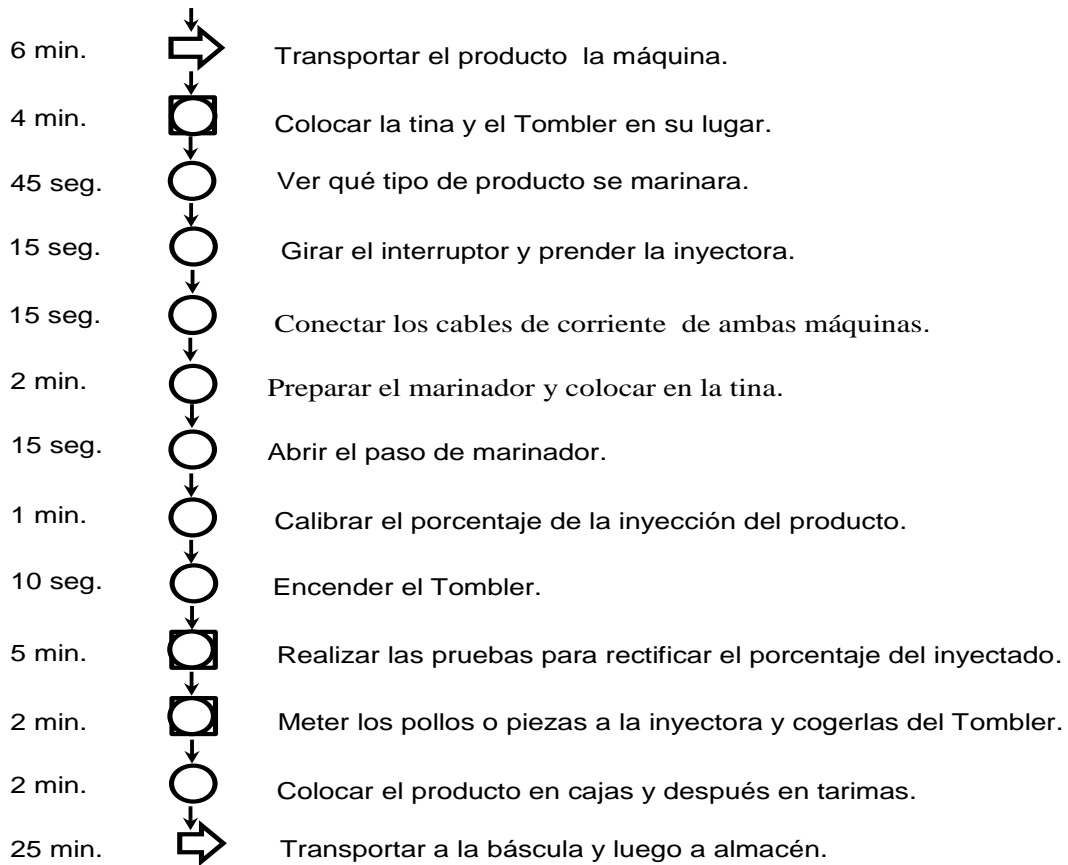 6 min. Transportar el producto  la máquina.
4 min. Colocar la tina y el Tombler en su lugar.
45 seg. Ver qué tipo de producto se marinara.
15 seg. Girar el interruptor y prender la inyectora.
15 seg. Conectar los cables de corriente  de ambas máquinas.
2 min. Preparar el marinador y colocar en la tina.
15 seg. Abrir el paso de marinador.
1 min. Calibrar el porcentaje de la inyección del producto.
10 seg. Encender el Tombler.
5 min. Realizar las pruebas para rectificar el porcentaje del inyectado.
2 min. Meter los pollos o piezas a la inyectora y cogerlas del Tombler.
2 min. Colocar el producto en cajas y después en tarimas.
25 min. Transportar a la báscula y luego a almacén.